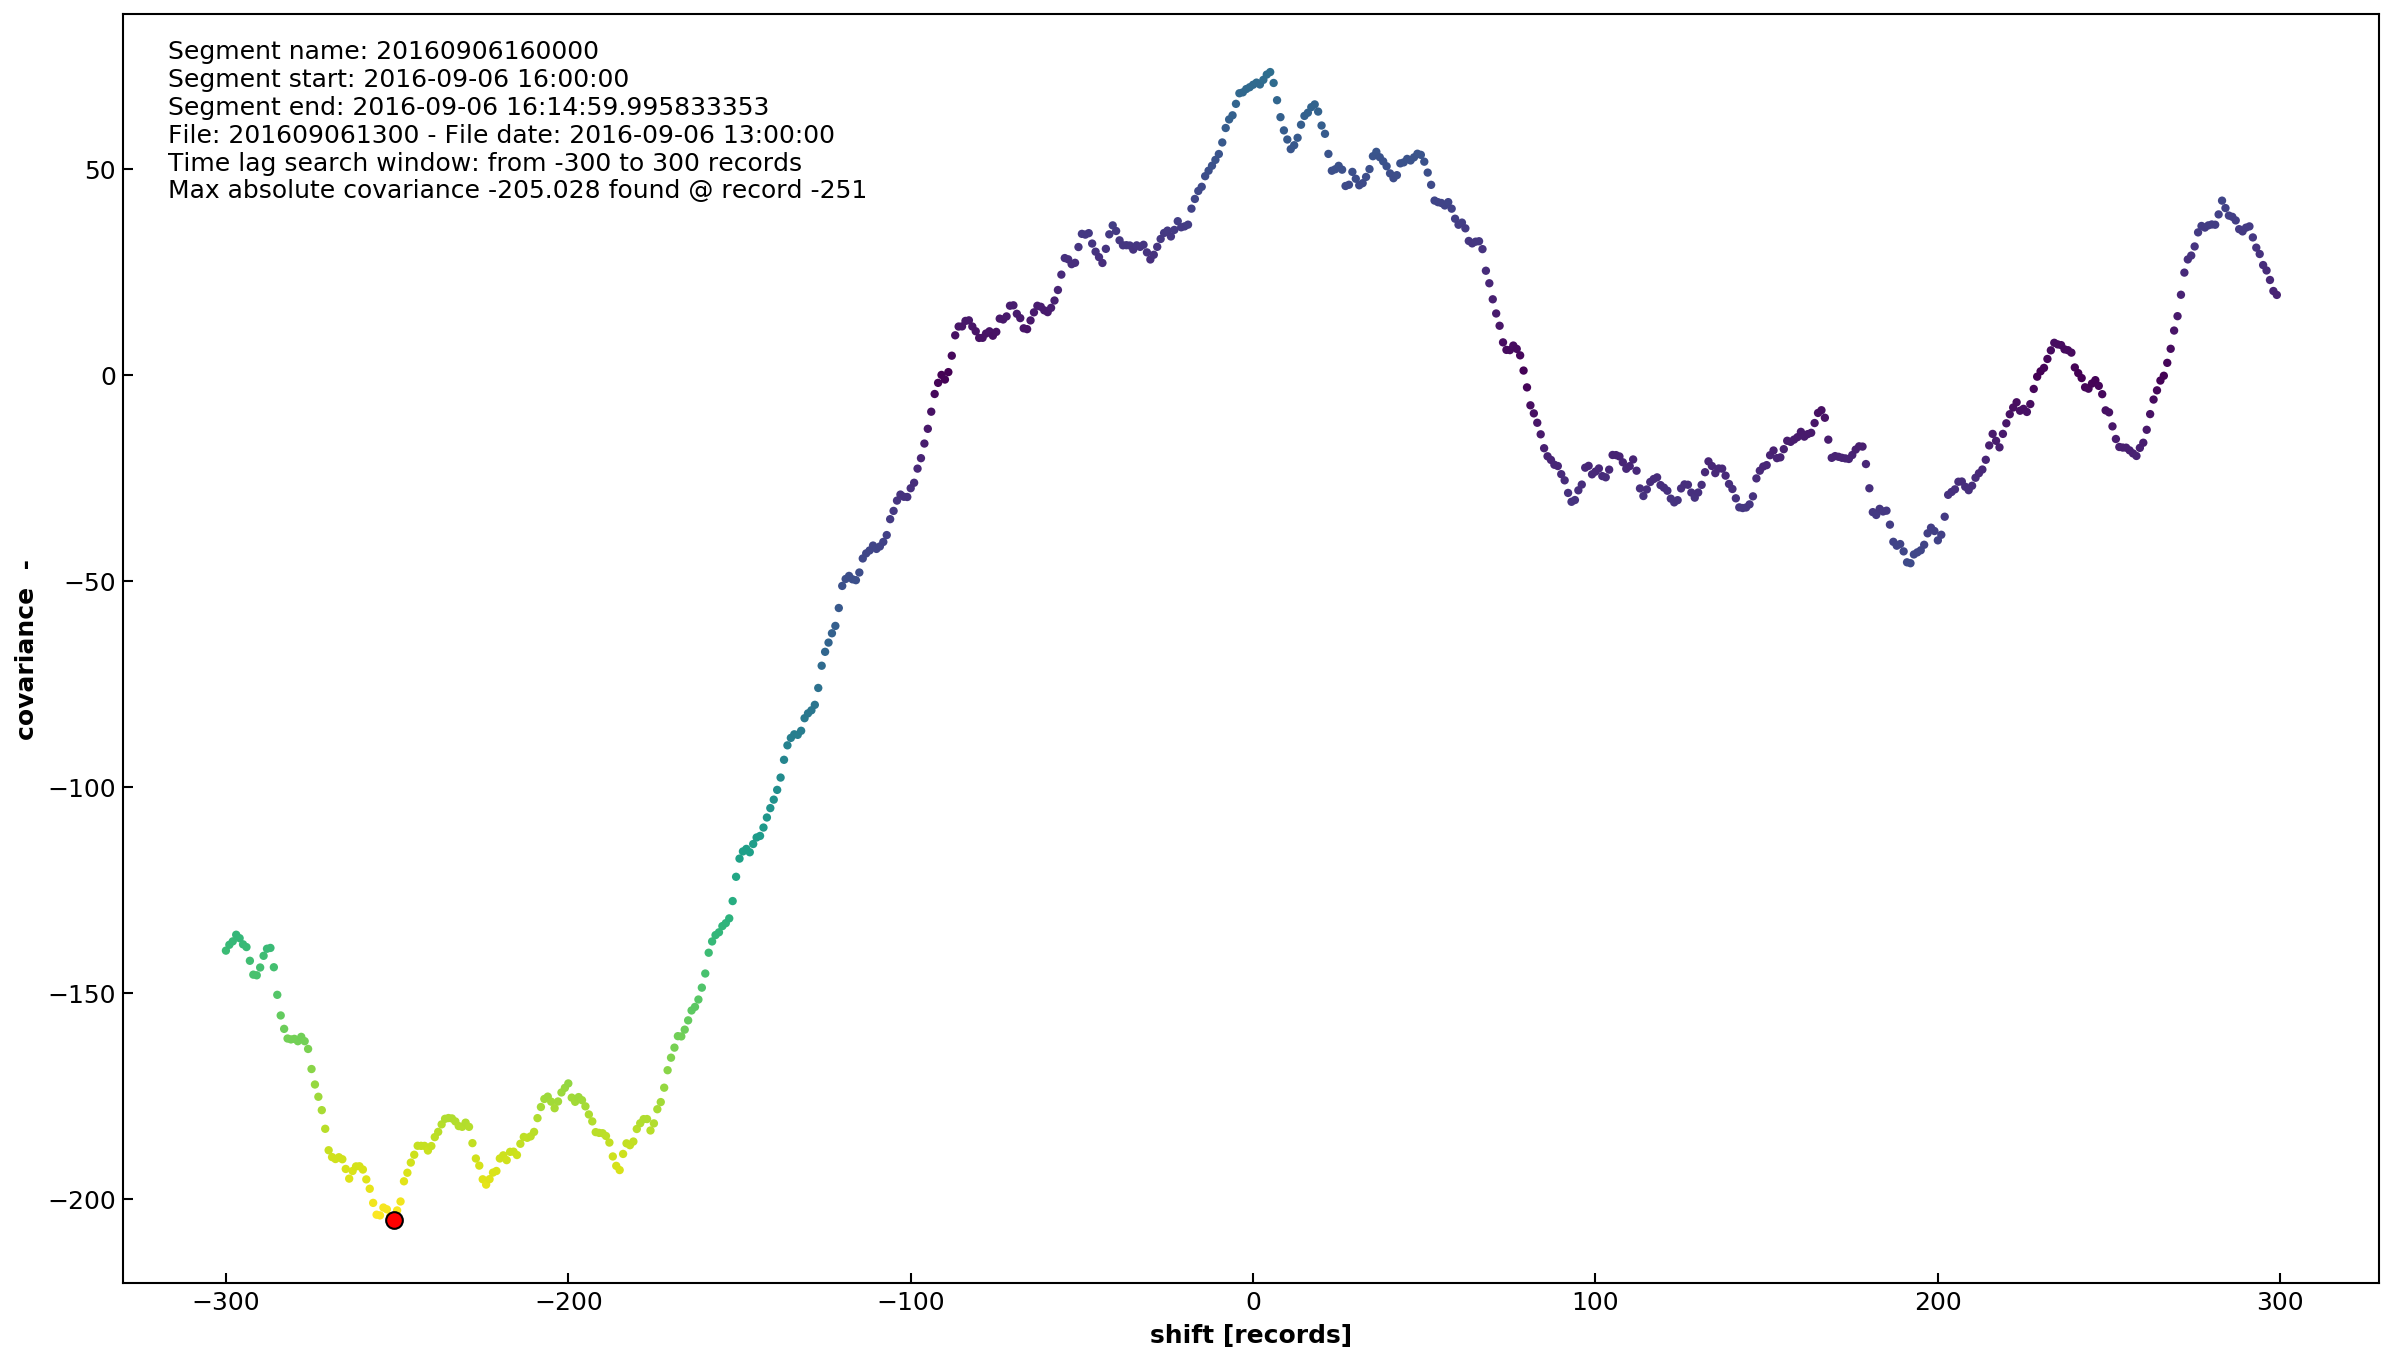 Segment name: 20160906160000
Segment start: 2016-09-06 16:00:00
Segment end: 2016-09-06 16:14:59.995833353
File: 201609061300 - File date: 2016-09-06 13:00:00
Time lag search window: from -300 to 300 records
Max absolute covariance -205.028 found @ record -251
50
0
−50
−100
−150
−200
covariance -
−300
−200
−100
0
100
200
300
shift [records]